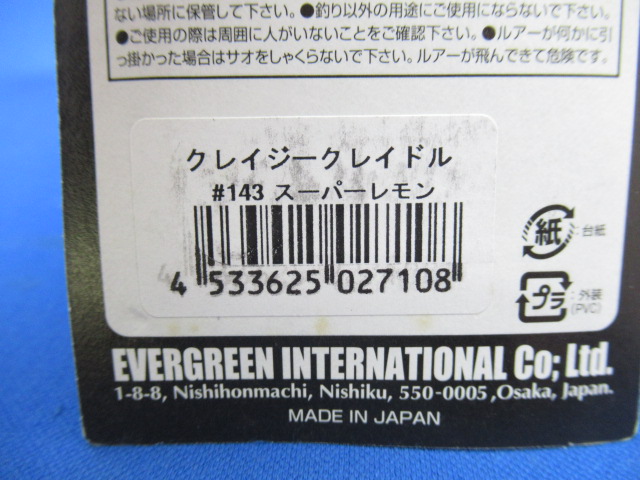 ない場所に保管して下さい。●釣り以外の用途にご使用にならないで下さい。
●ご使用の際は周囲に人がいないことをご確認下さい。●ルアーが何かに引
っ掛かった場合はサオをしゃくらないで下さい。ルアーが飛んできて危険です。
クレイジークレイドル
#143 スーパーレモン
4 533625 027108
紙 :台紙
プラ :外装
(PVC)
EVERGREEN INTERNATIONAL Co; Ltd.
1-8-8, Nishihonmachi, Nishiku, 550-0005, Osaka, Japan.
MADE IN JAPAN